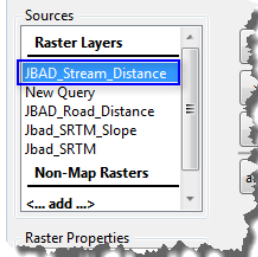 Sources
Raster Layers
JBAD_Stream_Distance
New Query
JBAD_Road_Distance
Jbad_SRTM_Slope
Jbad_SRTM
Non-Map Rasters
<... add ...>
Raster Properties